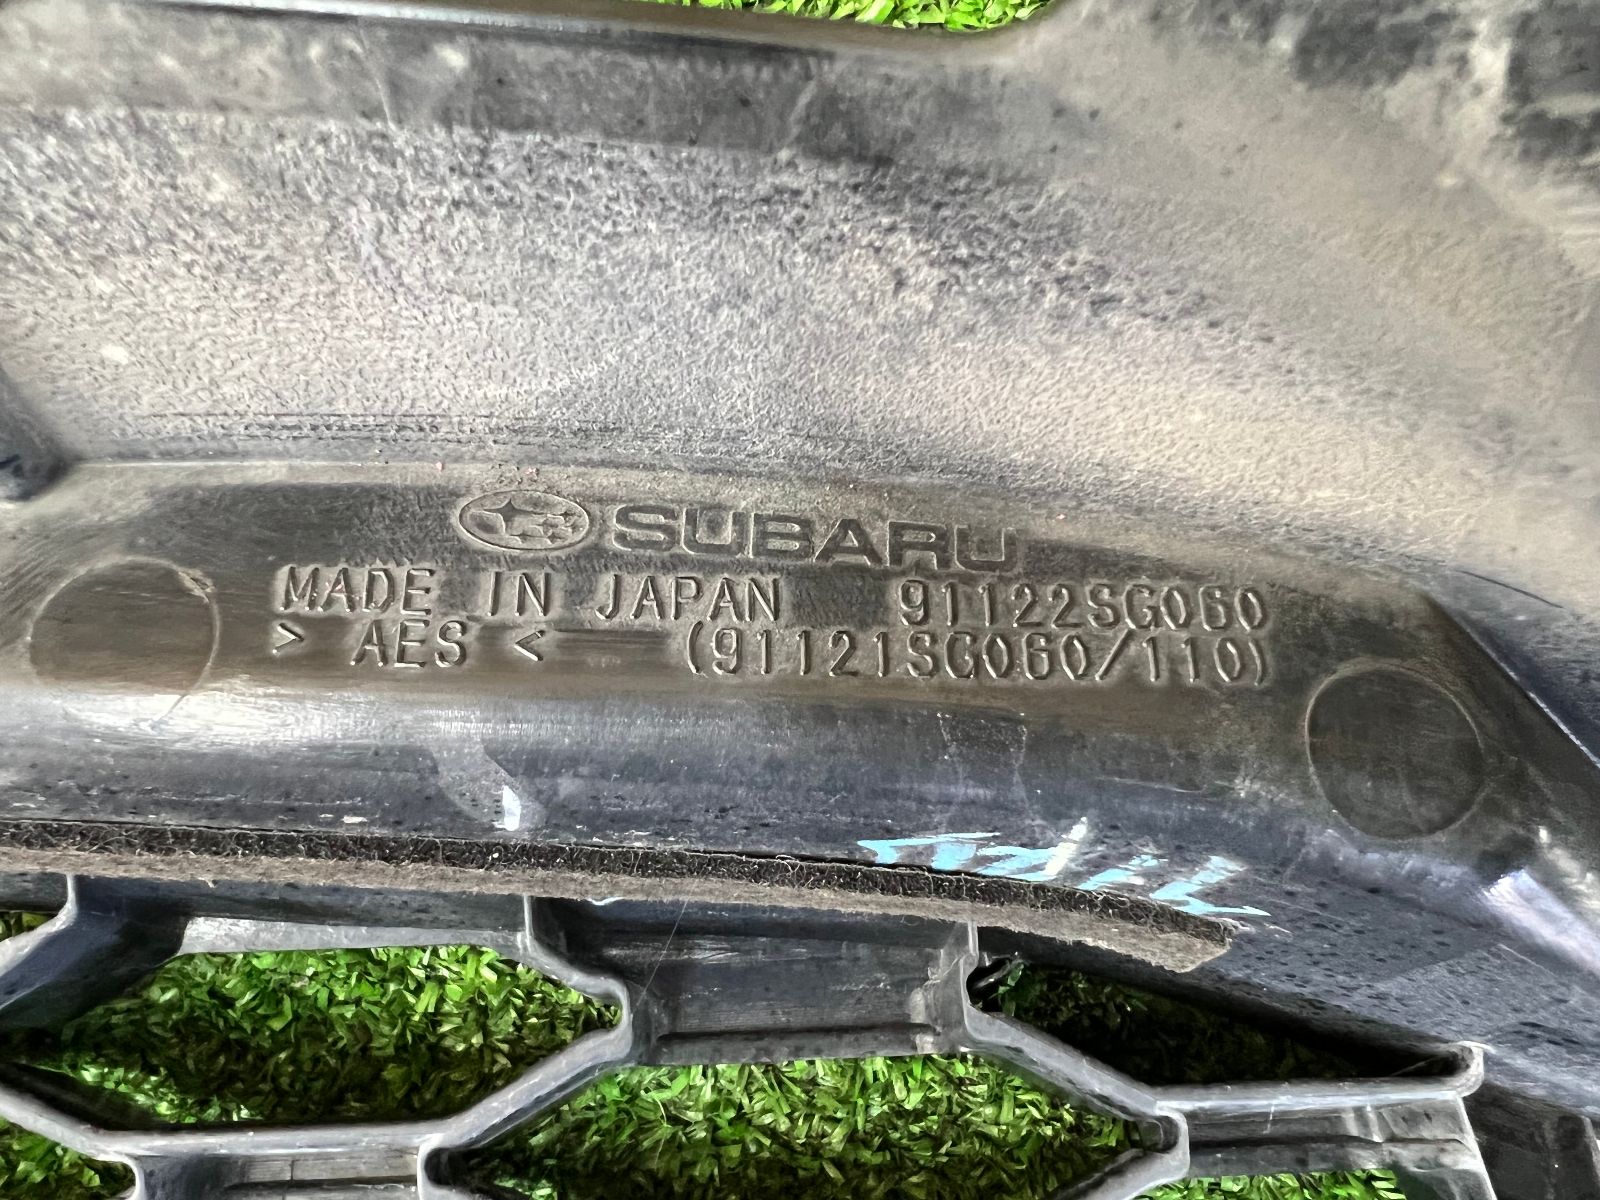 SUBARU
MADE IN JAPAN 91122SG060
> AES < (91121SG060/110)